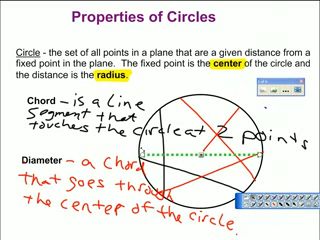 Properties of Circles
Circle - the set of all points in a plane that are a given distance from a
fixed point in the plane. The fixed point is the center of the circle and
the distance is the radius.
Chord - is a line
segment that
touches the circle at 2 points
Diameter - a chord
that goes through
the center of the circle.